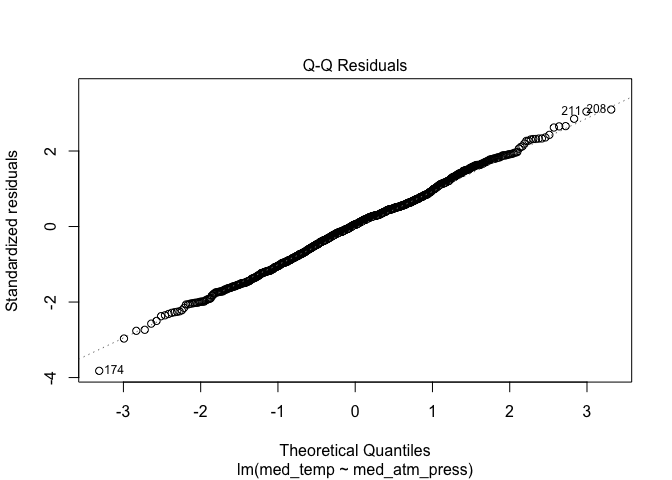 Q-Q Residuals
Standardized residuals
2
0
-2
-4
211
208
174
-3 -2 -1 0 1 2 3
Theoretical Quantiles
lm(med_temp ~ med_atm_press)